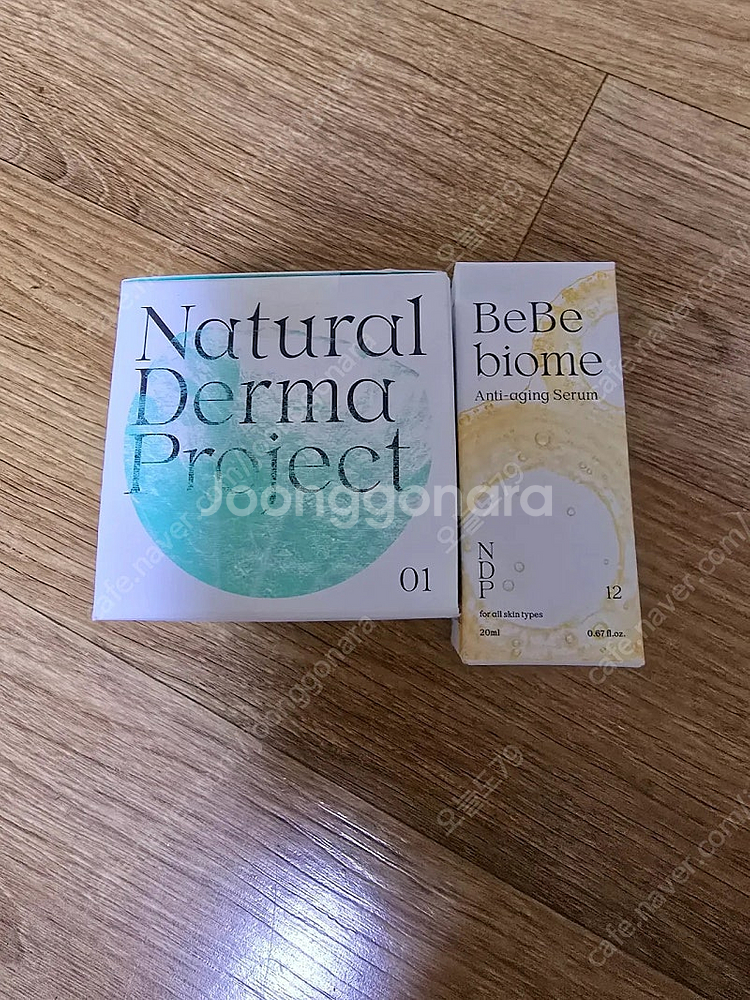 Natural
Derma
Project
01
BeBe
biome
Anti-aging Serum
N
D
P
12
for all skin types
20ml
0.67 fl.oz.
Joonggonara